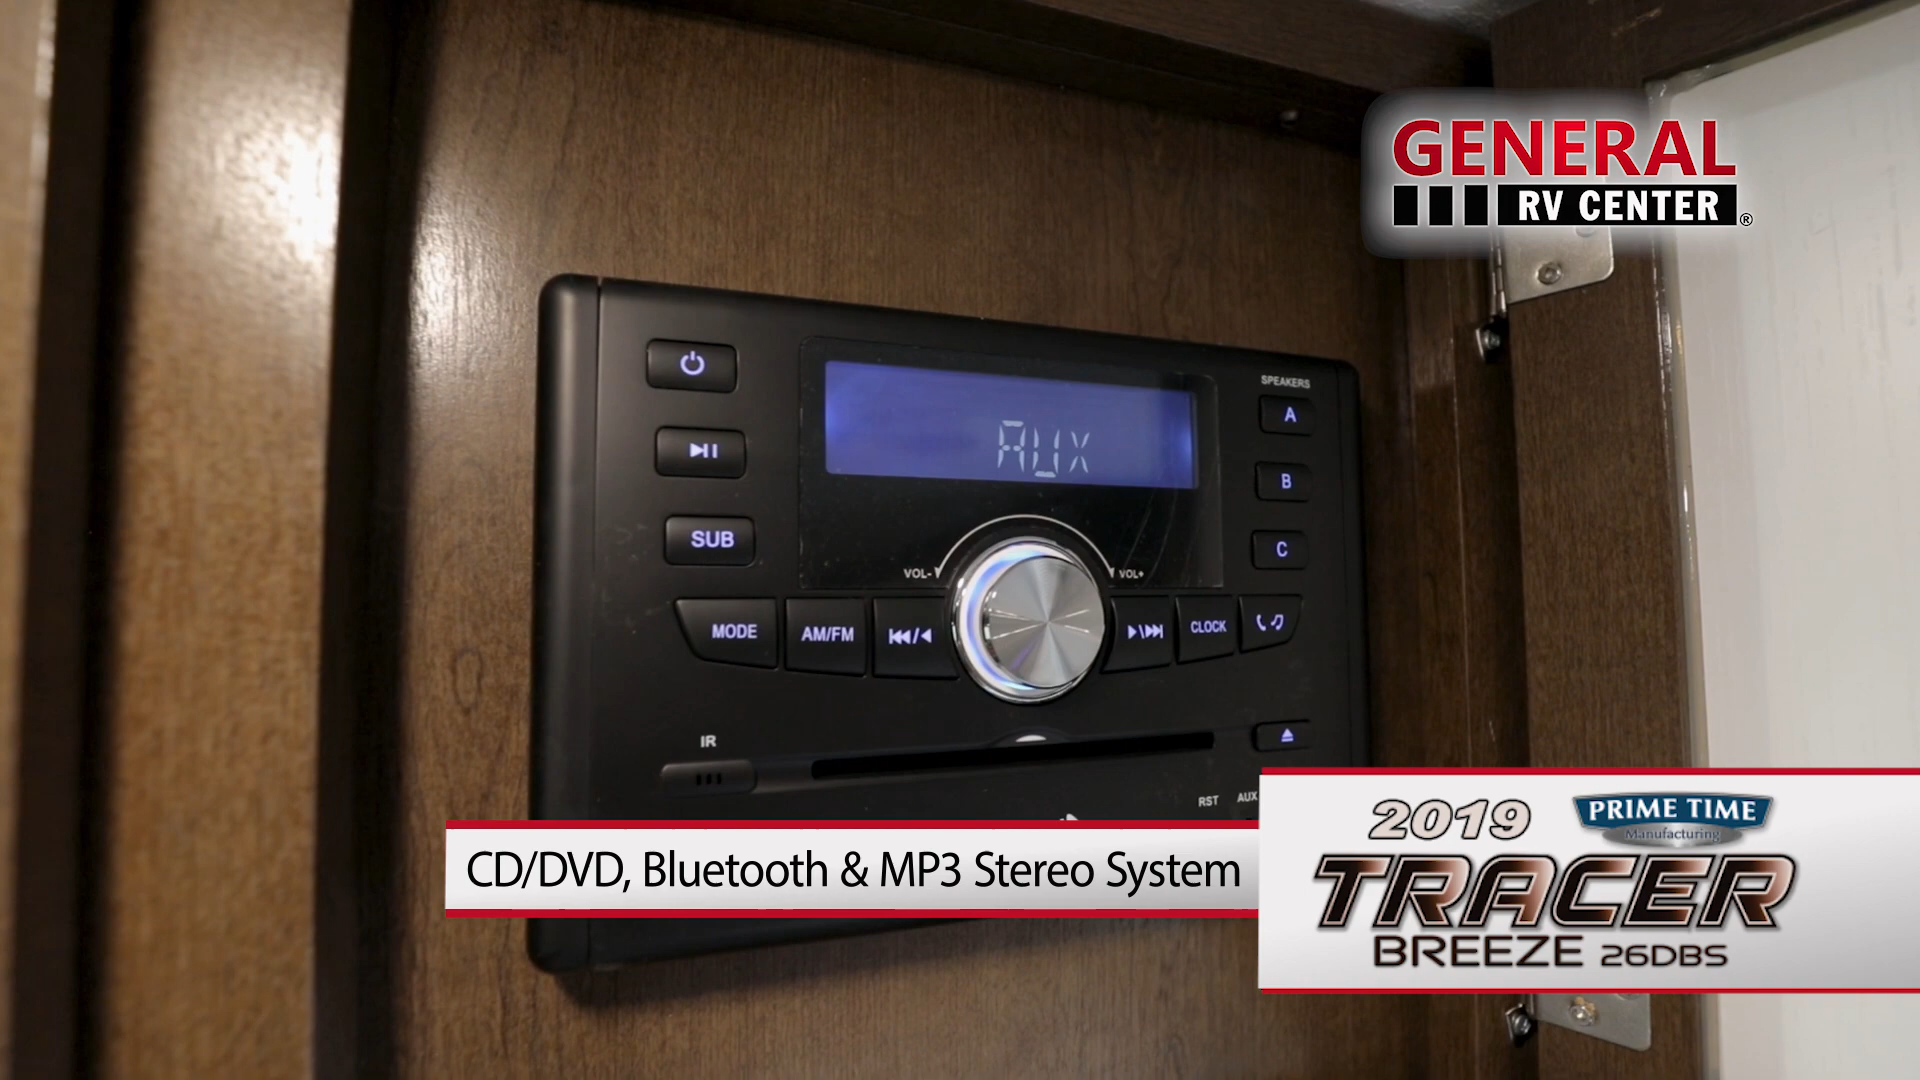 GENERAL
RV CENTER®
SPEAKERS
A
AUX
B
SUB
C
VOL-
VOL+
MODE
AM/FM
CLOCK
IR
RST
AUX
2019
PRIME TIME
Manufacturing
CD/DVD, Bluetooth & MP3 Stereo System
TRACER
BREEZE 26DBS